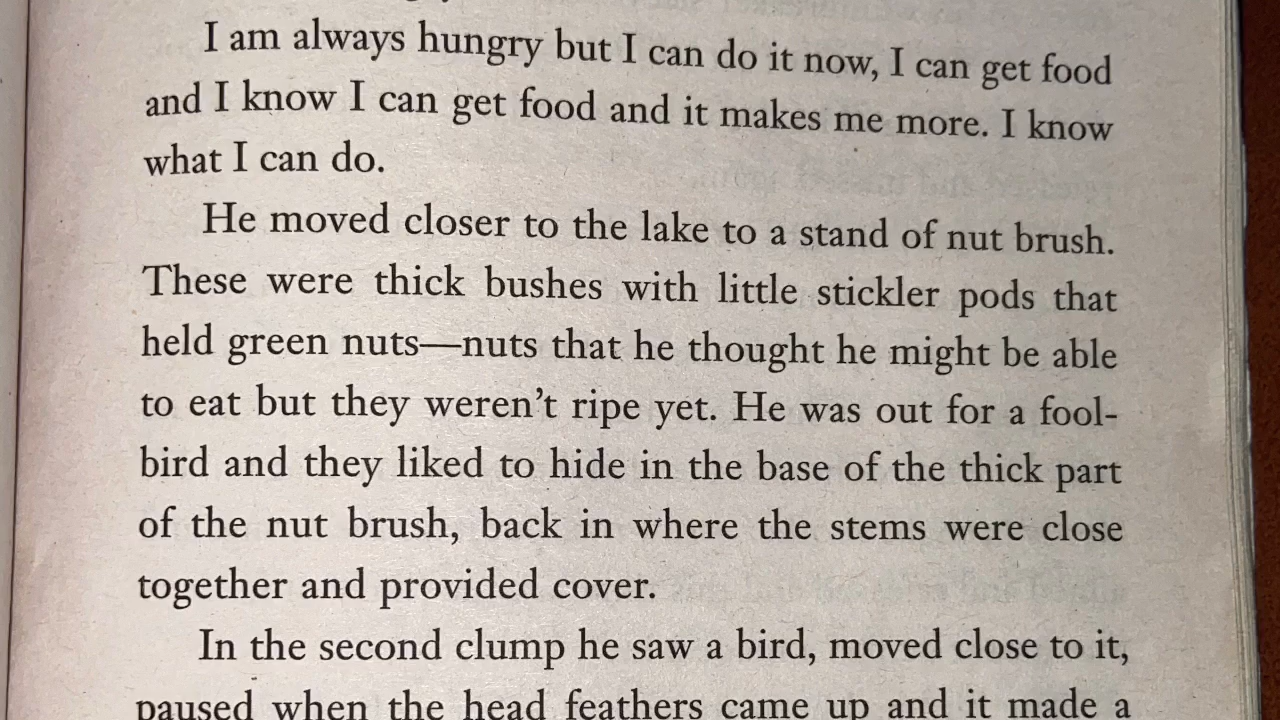 I am always hungry but I can do it now, I can get food
and I know I can get food and it makes me more. I know
what I can do.
He moved closer to the lake to a stand of nut brush.
These were thick bushes with little stickler pods that
held green nuts—nuts that he thought he might be able
to eat but they weren't ripe yet. He was out for a fool-
bird and they liked to hide in the base of the thick part
of the nut brush, back in where the stems were close
together and provided cover.
In the second clump he saw a bird, moved close to it,
paused when the head feathers came up and it made a